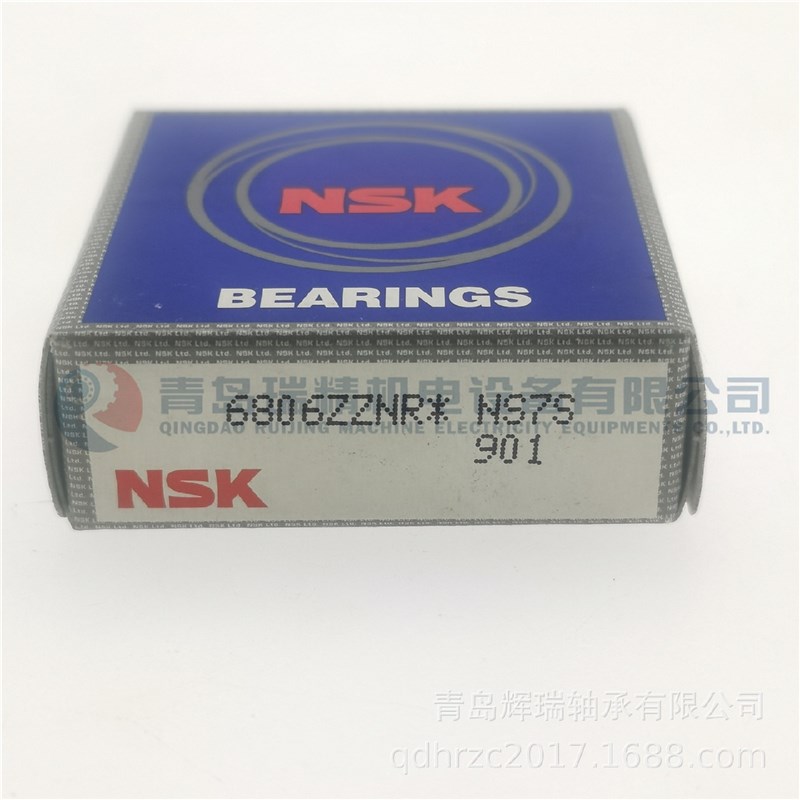 NSK
BEARINGS
青岛瑞精机电设备有限公司
6806ZZNR* NS7S
QINGDAO RUIJING MACHINE ELECTRICITY EQUIPMENTS CO.,LTD.
901
NSK
青岛辉瑞轴承有限公司
qdhrzc2017.1688.com